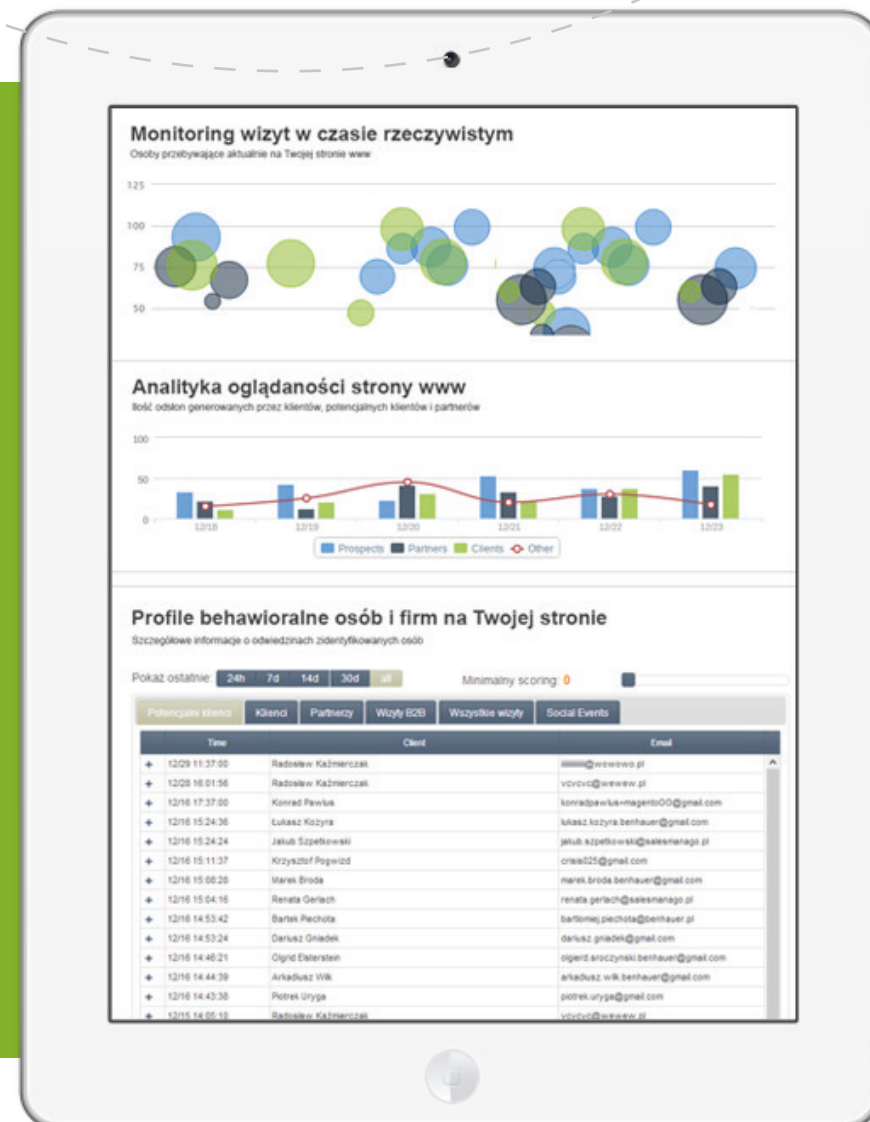 Monitoring wizyt w czasie rzeczywistym
Osoby przebywające aktualnie na Twojej stronie www
125
100
75
50
Analityka oglądaności strony www
Ilość odsłon generowanych przez klientów, potencjalnych klientów i partnerów
100
50
0
12/18 12/19 12/20 12/21 12/22 12/23
Prospects Partners Clients Other
Profile behawioralne osób i firm na Twojej stronie
Szczegółowe informacje o odwiedzinach zidentyfikowanych osób
Pokaż ostatnie: 24h 7d 14d 30d all Minimalny scoring: 0
Potencjalni klienci Klienci Partnerzy Wizyty B2B Wszystkie wizyty Social Events
Time Client Email
+ 12/29 11:37:00 Radosław Kaźmierczak @wowowo.pl
+ 12/28 16:01:56 Radosław Kaźmierczak vcvcvc@wewew.pl
+ 12/16 17:37:00 Konrad Pawlus konradpawlus+magentoOO@gmail.com
+ 12/16 15:24:36 Łukasz Kozyra lukasz.kozyra.benhauer@gmail.com
+ 12/16 15:24:24 Jakub Szpetkowski jakub.szpetkowski@salesmanago.pl
+ 12/16 15:11:37 Krzysztof Pogwizd crisis025@gmail.com
+ 12/16 15:08:28 Marek Broda marek.broda.benhauer@gmail.com
+ 12/16 15:04:16 Renata Gerlach renata.gerlach@salesmanago.pl
+ 12/16 14:53:42 Bartek Piechota bartlomiej.piechota@benhauer.pl
+ 12/16 14:53:24 Dariusz Gniadek dariusz.gniadek@gmail.com
+ 12/16 14:46:21 Olgrid Elsterstein olgierd.sroczynski.benhauer@gmail.com
+ 12/16 14:44:39 Arkadiusz Wilk arkadiusz.wilk.benhauer@gmail.com
+ 12/16 14:43:38 Piotrek Uryga piotrek.uryga@gmail.com
+ 12/15 14:05:10 Radosław Kaźmierczak vcvcvc@wewew.pl